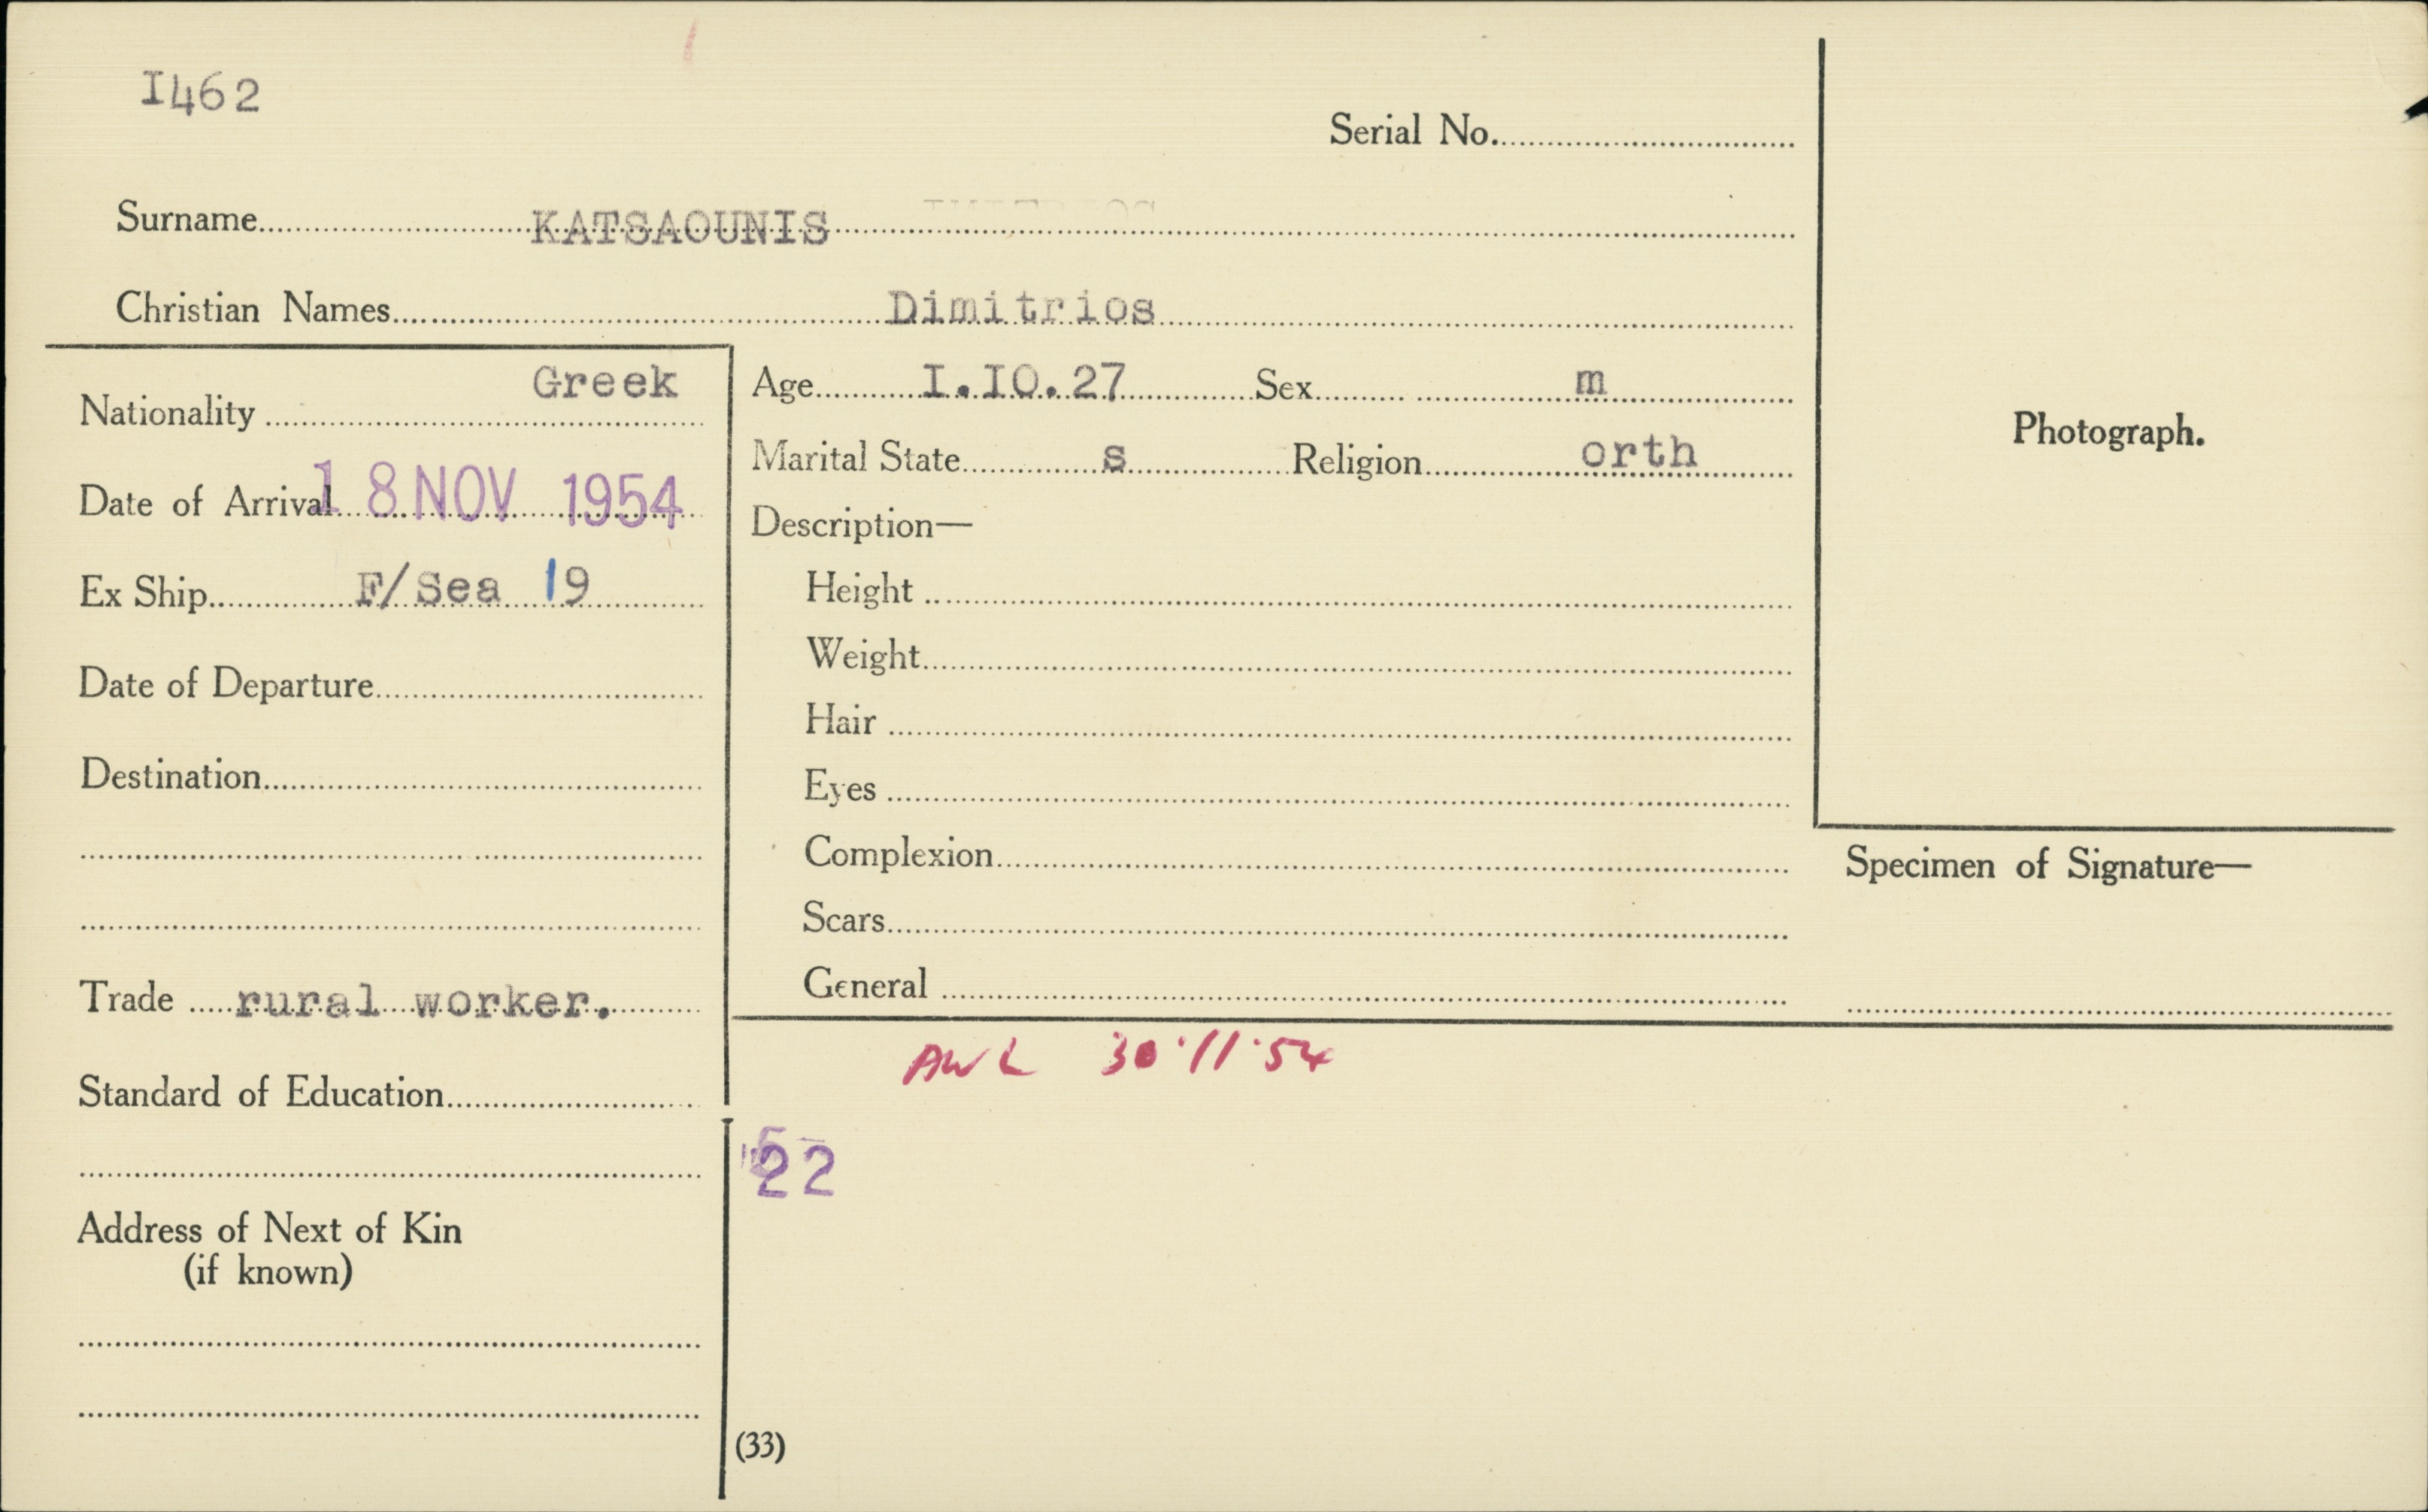 I462
Serial No.
Surname KATSAOUNIS
Christian Names Dimitrios
Nationality Greek
Date of Arrival 18 NOV 1954
Ex Ship F/Sea 19
Date of Departure
Destination
Trade rural worker.
Standard of Education
Address of Next of Kin
(if known)
Age I.IO.27 Sex m
Marital State s Religion orth
Description—
Height
Weight
Hair
Eyes
Complexion
Scars
General
Photograph.
Specimen of Signature—
AWL 30·11·54
22
(33)